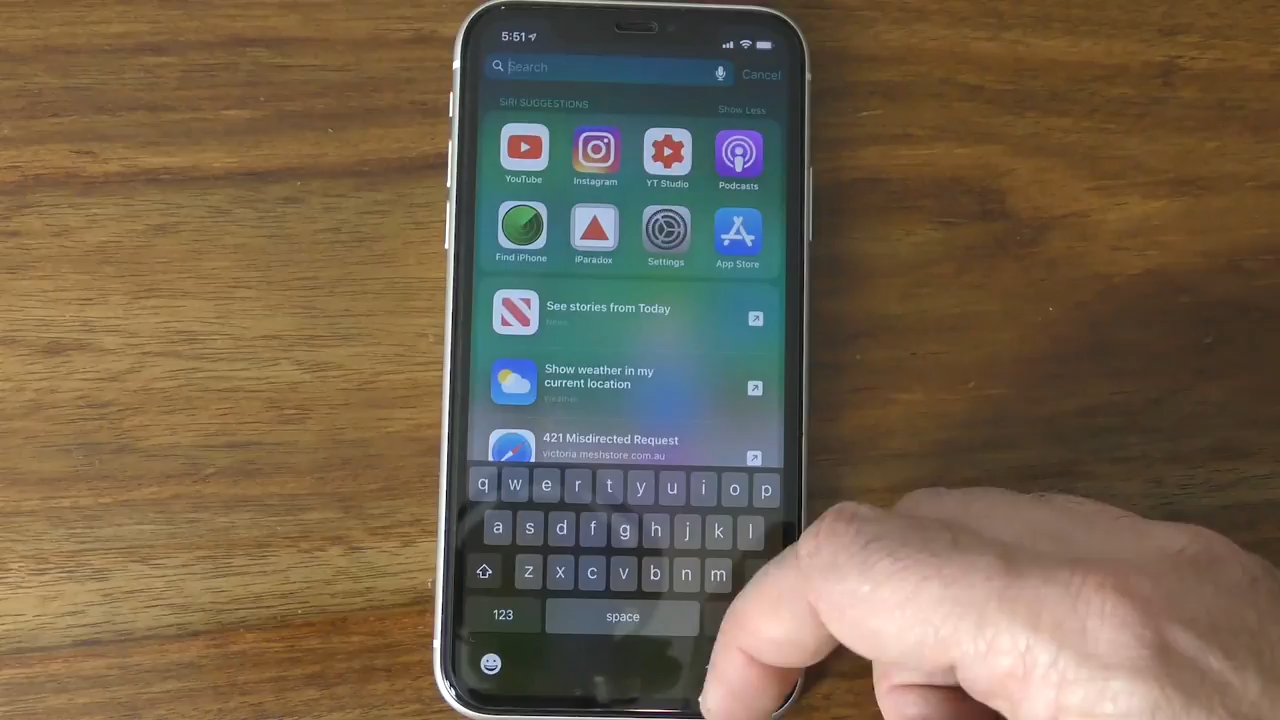 5:51
Search
Cancel
SIRI SUGGESTIONS
Show Less
YouTube
Instagram
YT Studio
Podcasts
Find iPhone
iParadox
Settings
App Store
See stories from Today
News
Show weather in my
current location
Weather
421 Misdirected Request
victoria.meshstore.com.au
q w e r t y u i o p
a s d f g h j k l
z x c v b n m
123
space